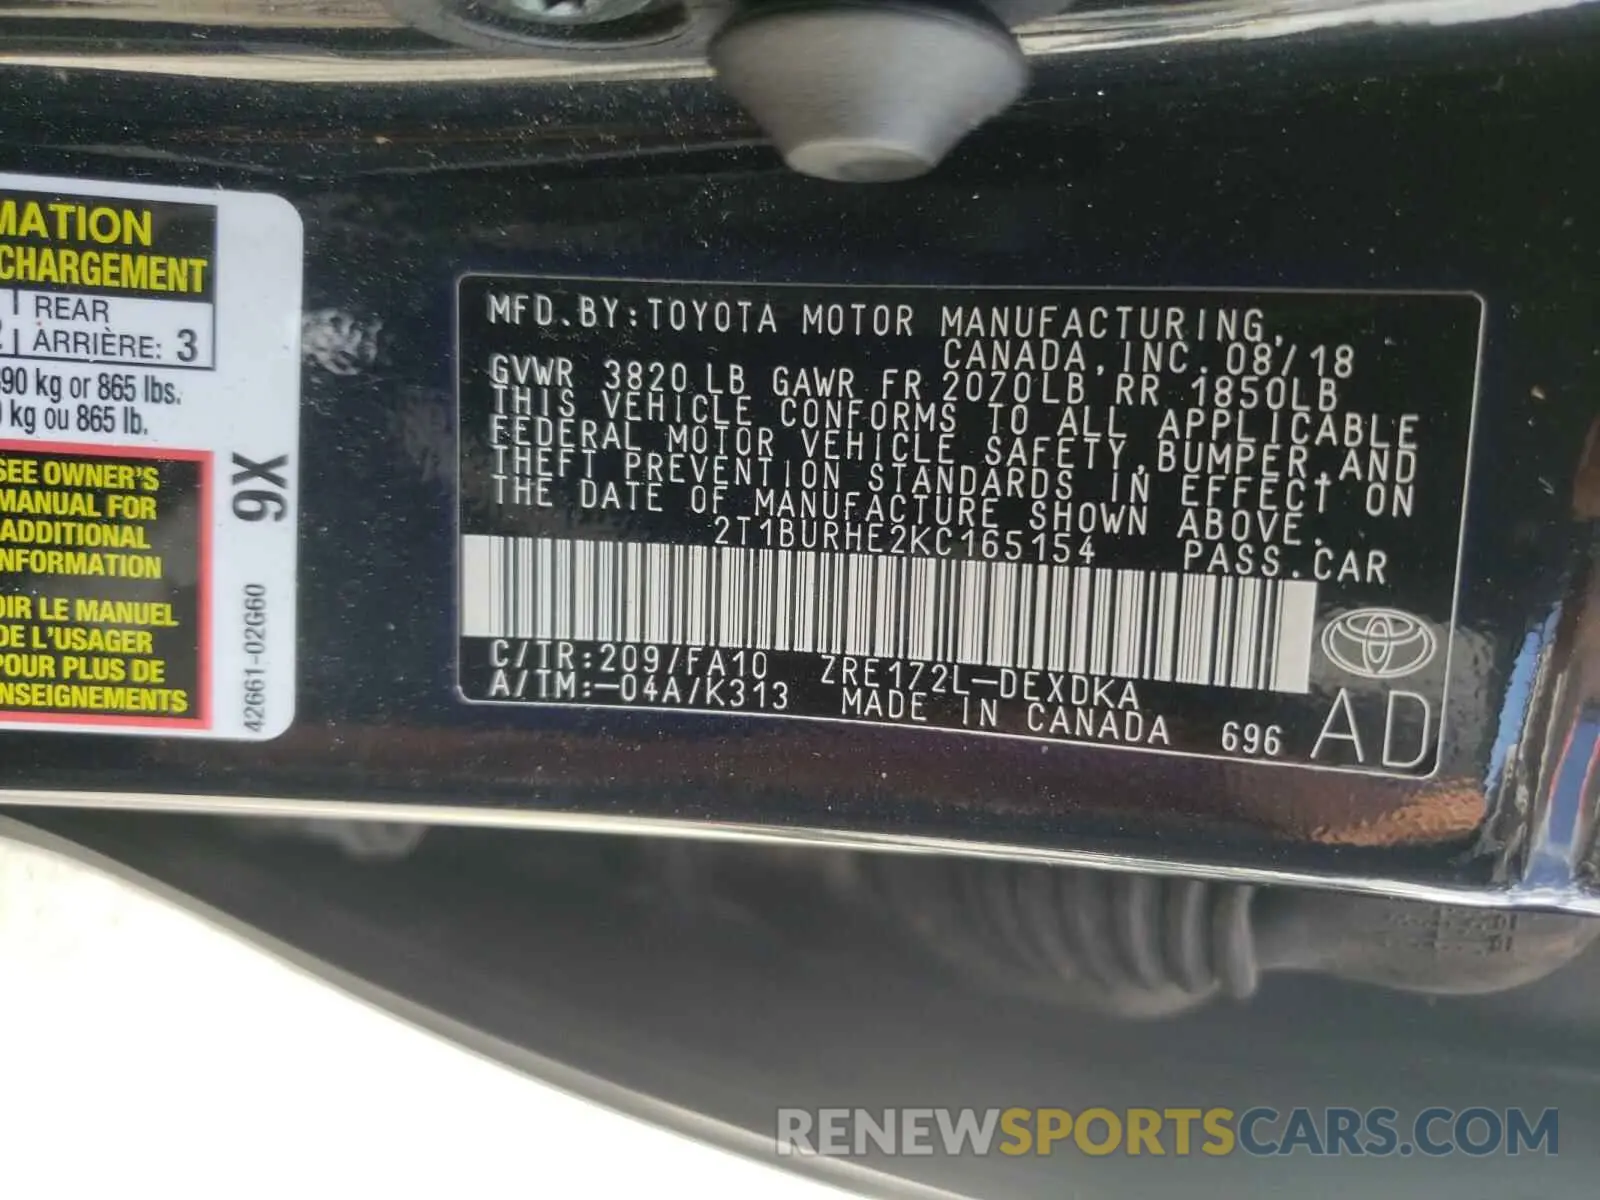 MATION
CHARGEMENT
REAR
ARRIÈRE: 3
90 kg or 865 lbs.
kg ou 865 lb.
SEE OWNER'S
MANUAL FOR
ADDITIONAL
NFORMATION
OIR LE MANUEL
DE L'USAGER
POUR PLUS DE
NSEIGNEMENTS
9X
42661-02G60
MFD.BY:TOYOTA MOTOR MANUFACTURING,
CANADA,INC. 08/18
GVWR 3820LB GAWR FR 2070LB RR 1850LB
THIS VEHICLE CONFORMS TO ALL APPLICABLE
FEDERAL MOTOR VEHICLE SAFETY,BUMPER,AND
THEFT PREVENTION STANDARDS IN EFFECT ON
THE DATE OF MANUFACTURE SHOWN ABOVE.
2T1BURHE2KC165154 PASS.CAR
C/TR:209/FA10 ZRE172L-DEXDKA
A/TM:-04A/K313 MADE IN CANADA 696
AD
RENEWSPORTSCARS.COM